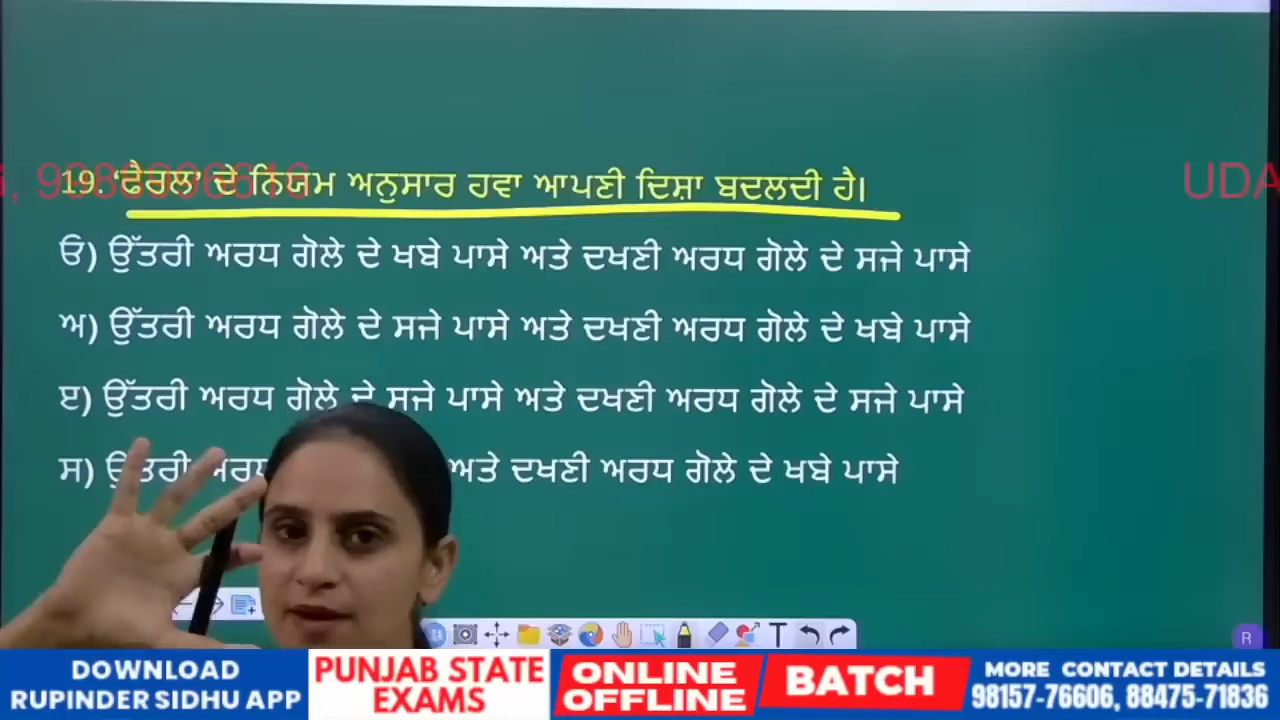 19. 'ਫੈਰਲ' ਦੇ ਨਿਯਮ ਅਨੁਸਾਰ ਹਵਾ ਆਪਣੀ ਦਿਸ਼ਾ ਬਦਲਦੀ ਹੈ।
UDA
ੳ) ਉੱਤਰੀ ਅਰਧ ਗੋਲੇ ਦੇ ਖਬੇ ਪਾਸੇ ਅਤੇ ਦਖਣੀ ਅਰਧ ਗੋਲੇ ਦੇ ਸਜੇ ਪਾਸੇ
ਅ) ਉੱਤਰੀ ਅਰਧ ਗੋਲੇ ਦੇ ਸਜੇ ਪਾਸੇ ਅਤੇ ਦਖਣੀ ਅਰਧ ਗੋਲੇ ਦੇ ਖਬੇ ਪਾਸੇ
ੲ) ਉੱਤਰੀ ਅਰਧ ਗੋਲੇ ਦੇ ਸਜੇ ਪਾਸੇ ਅਤੇ ਦਖਣੀ ਅਰਧ ਗੋਲੇ ਦੇ ਸਜੇ ਪਾਸੇ
ਸ) ਉੱਤਰੀ ਅਤੇ ਦਖਣੀ ਅਰਧ ਗੋਲੇ ਦੇ ਖਬੇ ਪਾਸੇ
T
R
DOWNLOAD
RUPINDER SIDHU APP
PUNJAB STATE
EXAMS
ONLINE
OFFLINE
BATCH
MORE CONTACT DETAILS
98157-76606, 88475-71836